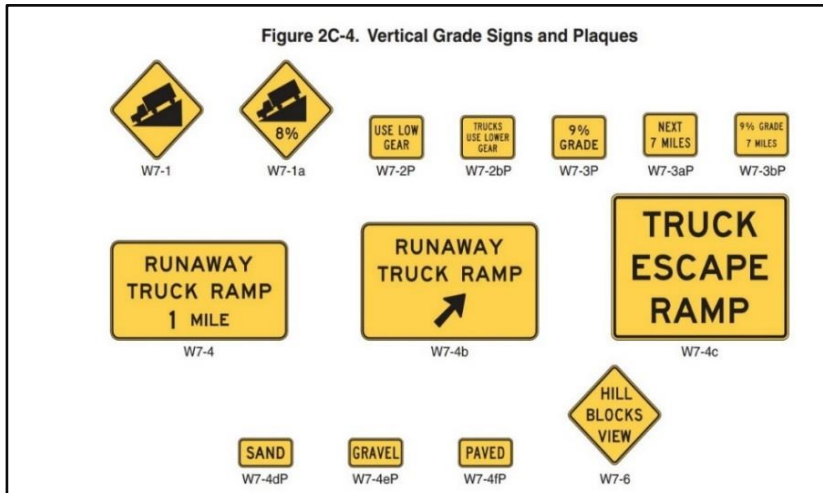 Figure 2C-4. Vertical Grade Signs and Plaques
8%
USE LOW
GEAR
TRUCKS
USE LOWER
GEAR
9%
GRADE
NEXT
7 MILES
9% GRADE
7 MILES
W7-1
W7-1a
W7-2P
W7-2bP
W7-3P
W7-3aP
W7-3bP
RUNAWAY
TRUCK RAMP
1 MILE
RUNAWAY
TRUCK RAMP
TRUCK
ESCAPE
RAMP
W7-4
W7-4b
W7-4c
SAND
GRAVEL
PAVED
HILL
BLOCKS
VIEW
W7-4dP
W7-4eP
W7-4fP
W7-6